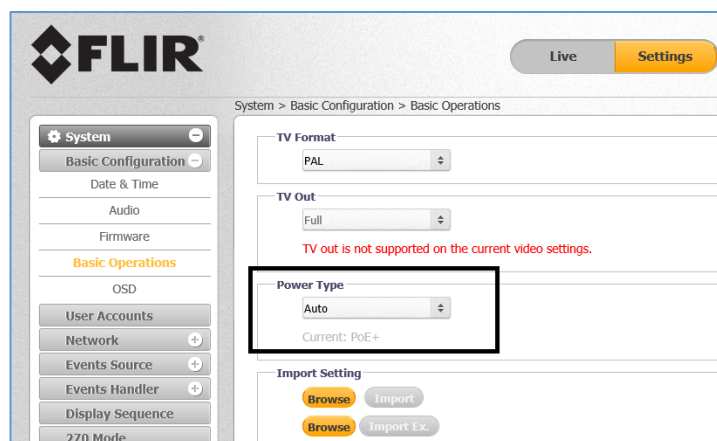 FLIR®
Live
Settings
System > Basic Configuration > Basic Operations
System
Basic Configuration
Date & Time
Audio
Firmware
Basic Operations
OSD
User Accounts
Network
Events Source
Events Handler
Display Sequence
270 Mode
TV Format
PAL
TV Out
Full
TV out is not supported on the current video settings.
Power Type
Auto
Current: PoE+
Import Setting
Browse Import
Browse Import Ex.